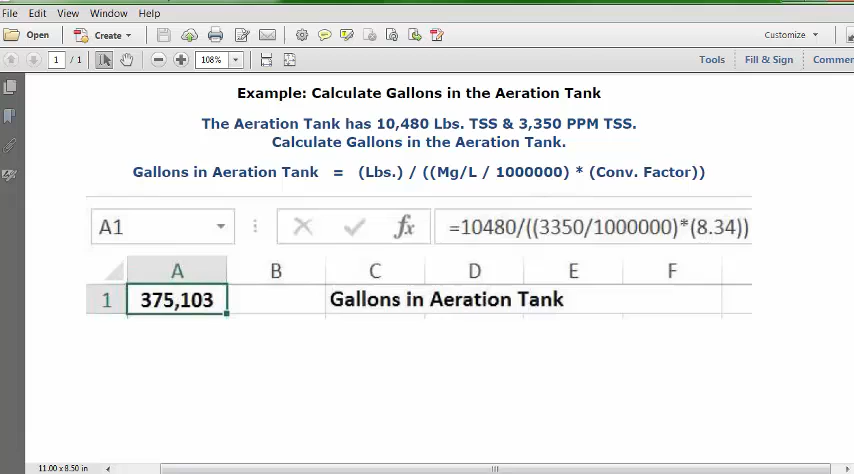 File Edit View Window Help
Open Create Customize
1 / 1 108% Tools Fill & Sign Commer
Example: Calculate Gallons in the Aeration Tank
The Aeration Tank has 10,480 Lbs. TSS & 3,350 PPM TSS.
Calculate Gallons in the Aeration Tank.
Gallons in Aeration Tank = (Lbs.) / ((Mg/L / 1000000) * (Conv. Factor))
A1 fx =10480/((3350/1000000)*(8.34))
A B C D E F
1 375,103 Gallons in Aeration Tank
11.00 x 8.50 in